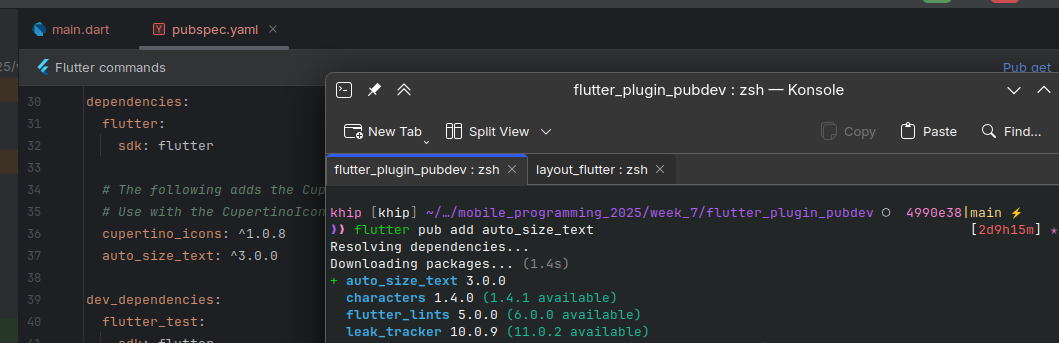 main.dart
pubspec.yaml
Flutter commands
Pub get
30 dependencies:
31 flutter:
32 sdk: flutter
33
34 # The following adds the Cup
35 # Use with the CupertinoIcon
36 cupertino_icons: ^1.0.8
37 auto_size_text: ^3.0.0
38
39 dev_dependencies:
40 flutter_test:
flutter_plugin_pubdev : zsh — Konsole
New Tab
Split View
Copy
Paste
Find...
flutter_plugin_pubdev : zsh
layout_flutter : zsh
khip [khip] ~/…/mobile_programming_2025/week_7/flutter_plugin_pubdev ○ 4990e38|main ⚡
❱❱ flutter pub add auto_size_text [2d9h15m] ★
Resolving dependencies...
Downloading packages... (1.4s)
+ auto_size_text 3.0.0
characters 1.4.0 (1.4.1 available)
flutter_lints 5.0.0 (6.0.0 available)
leak_tracker 10.0.9 (11.0.2 available)